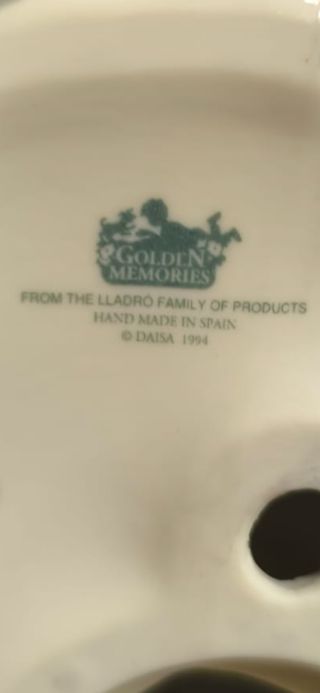 GOLDEN
MEMORIES
FROM THE LLADRÓ FAMILY OF PRODUCTS
HAND MADE IN SPAIN
© DAISA 1994